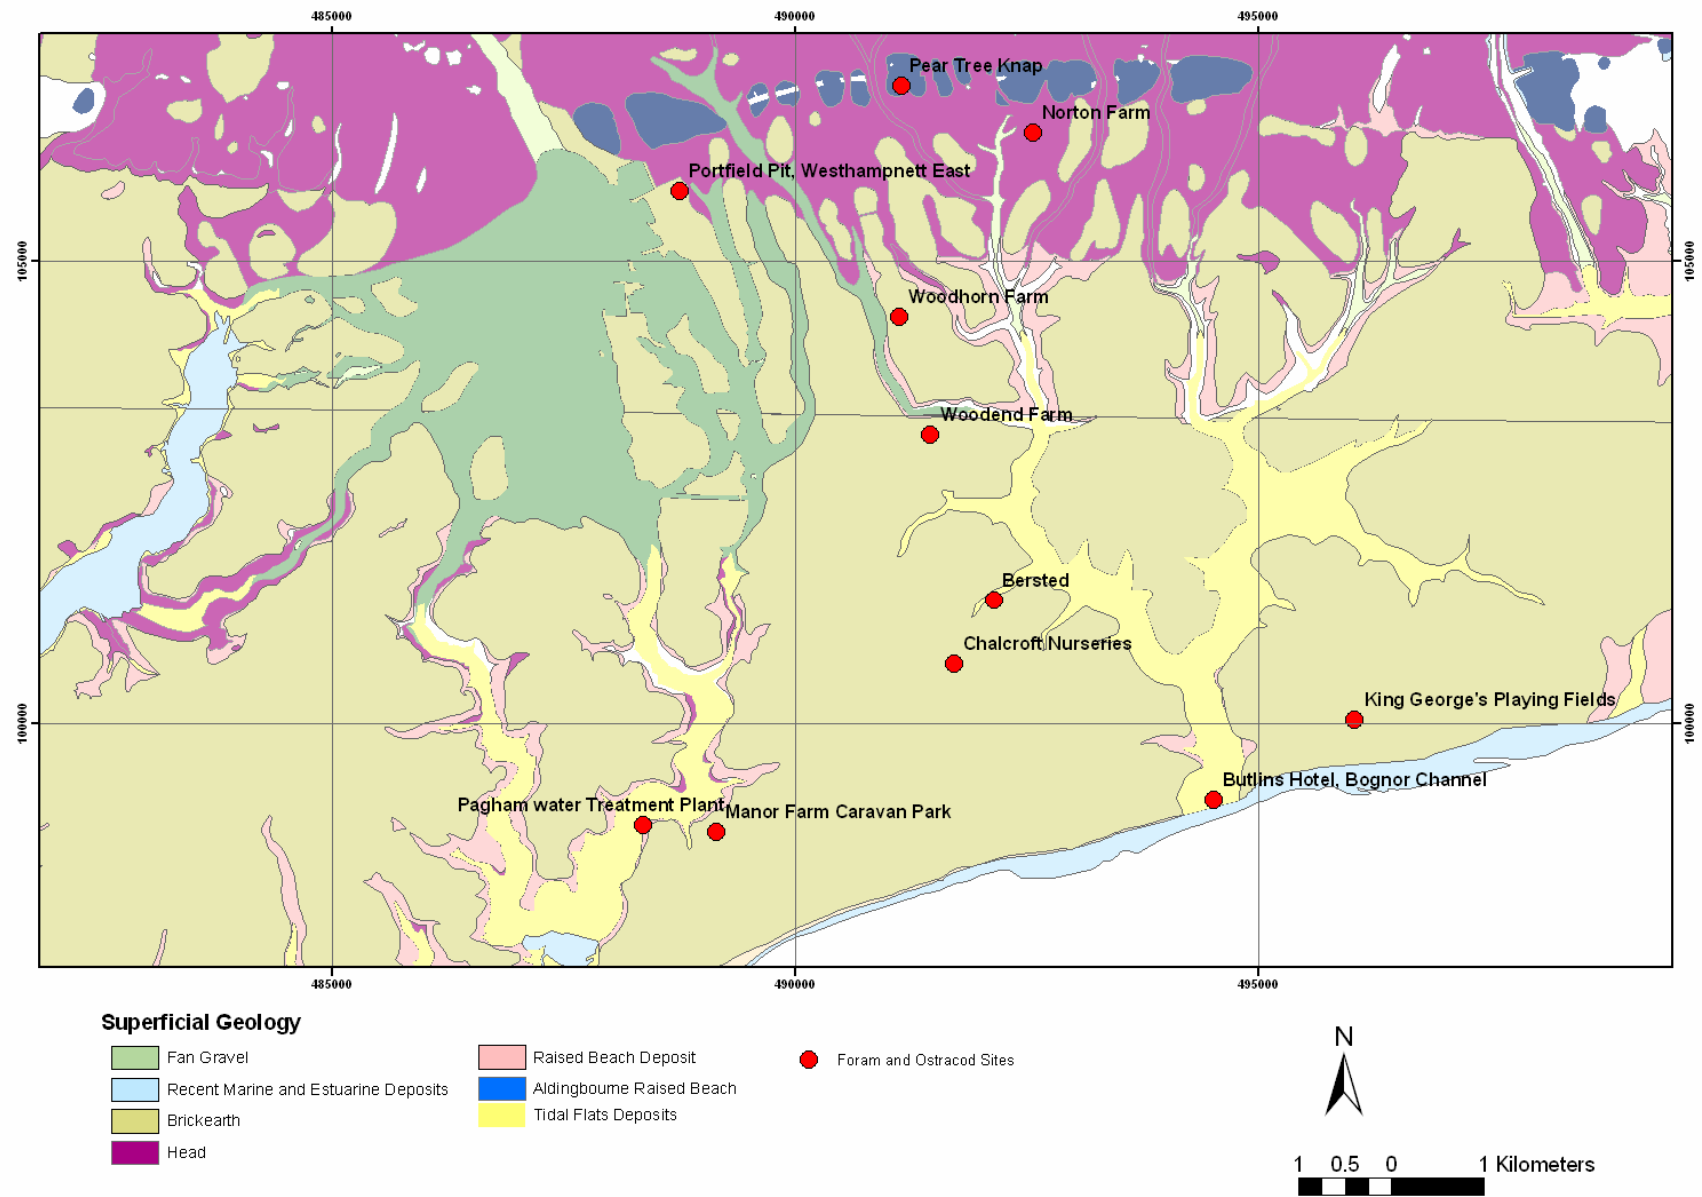 485000
490000
495000
Pear Tree Knap
Norton Farm
Portfield Pit, Westhampnett East
105000
105000
Woodhorn Farm
Woodend Farm
Bersted
Chalcroft Nurseries
King George's Playing Fields
100000
100000
Butlins Hotel, Bognor Channel
Pagham water Treatment Plant
Manor Farm Caravan Park
485000
490000
495000
Superficial Geology
Fan Gravel
Recent Marine and Estuarine Deposits
Brickearth
Head
Raised Beach Deposit
Aldingbourne Raised Beach
Tidal Flats Deposits
Foram and Ostracod Sites
N
1 0.5 0 1 Kilometers